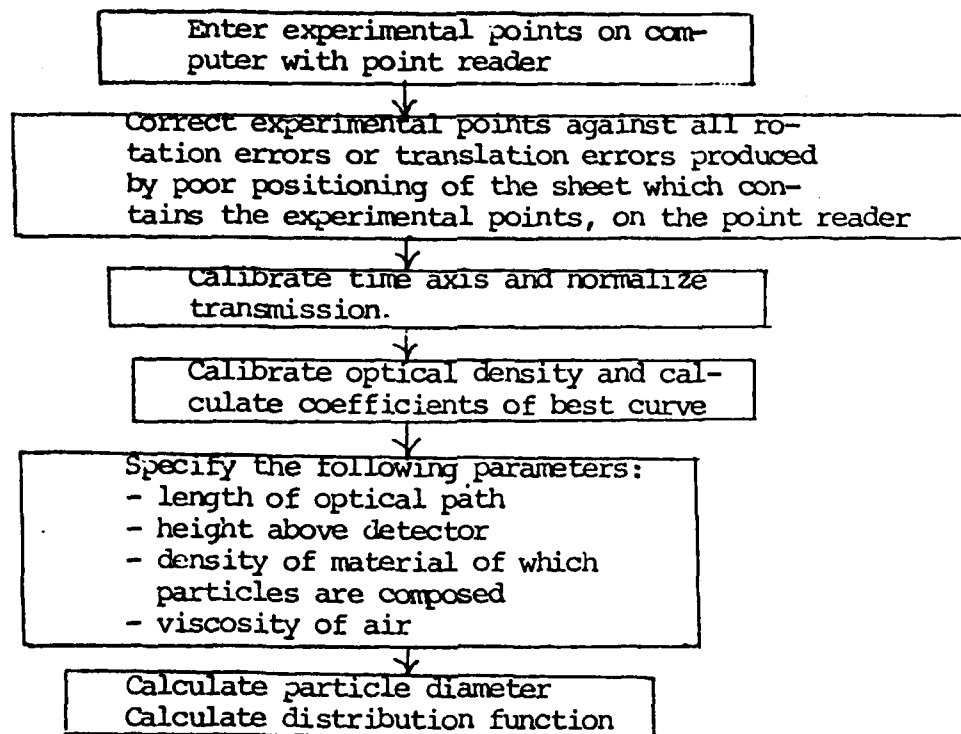 Enter experimental points on com-
puter with point reader
Correct experimental points against all ro-
tation errors or translation errors produced
by poor positioning of the sheet which con-
tains the experimental points, on the point reader
Calibrate time axis and normalize
transmission.
Calibrate optical density and cal-
culate coefficients of best curve
Specify the following parameters:
- length of optical path
- height above detector
- density of material of which
particles are composed
- viscosity of air
Calculate particle diameter
Calculate distribution function